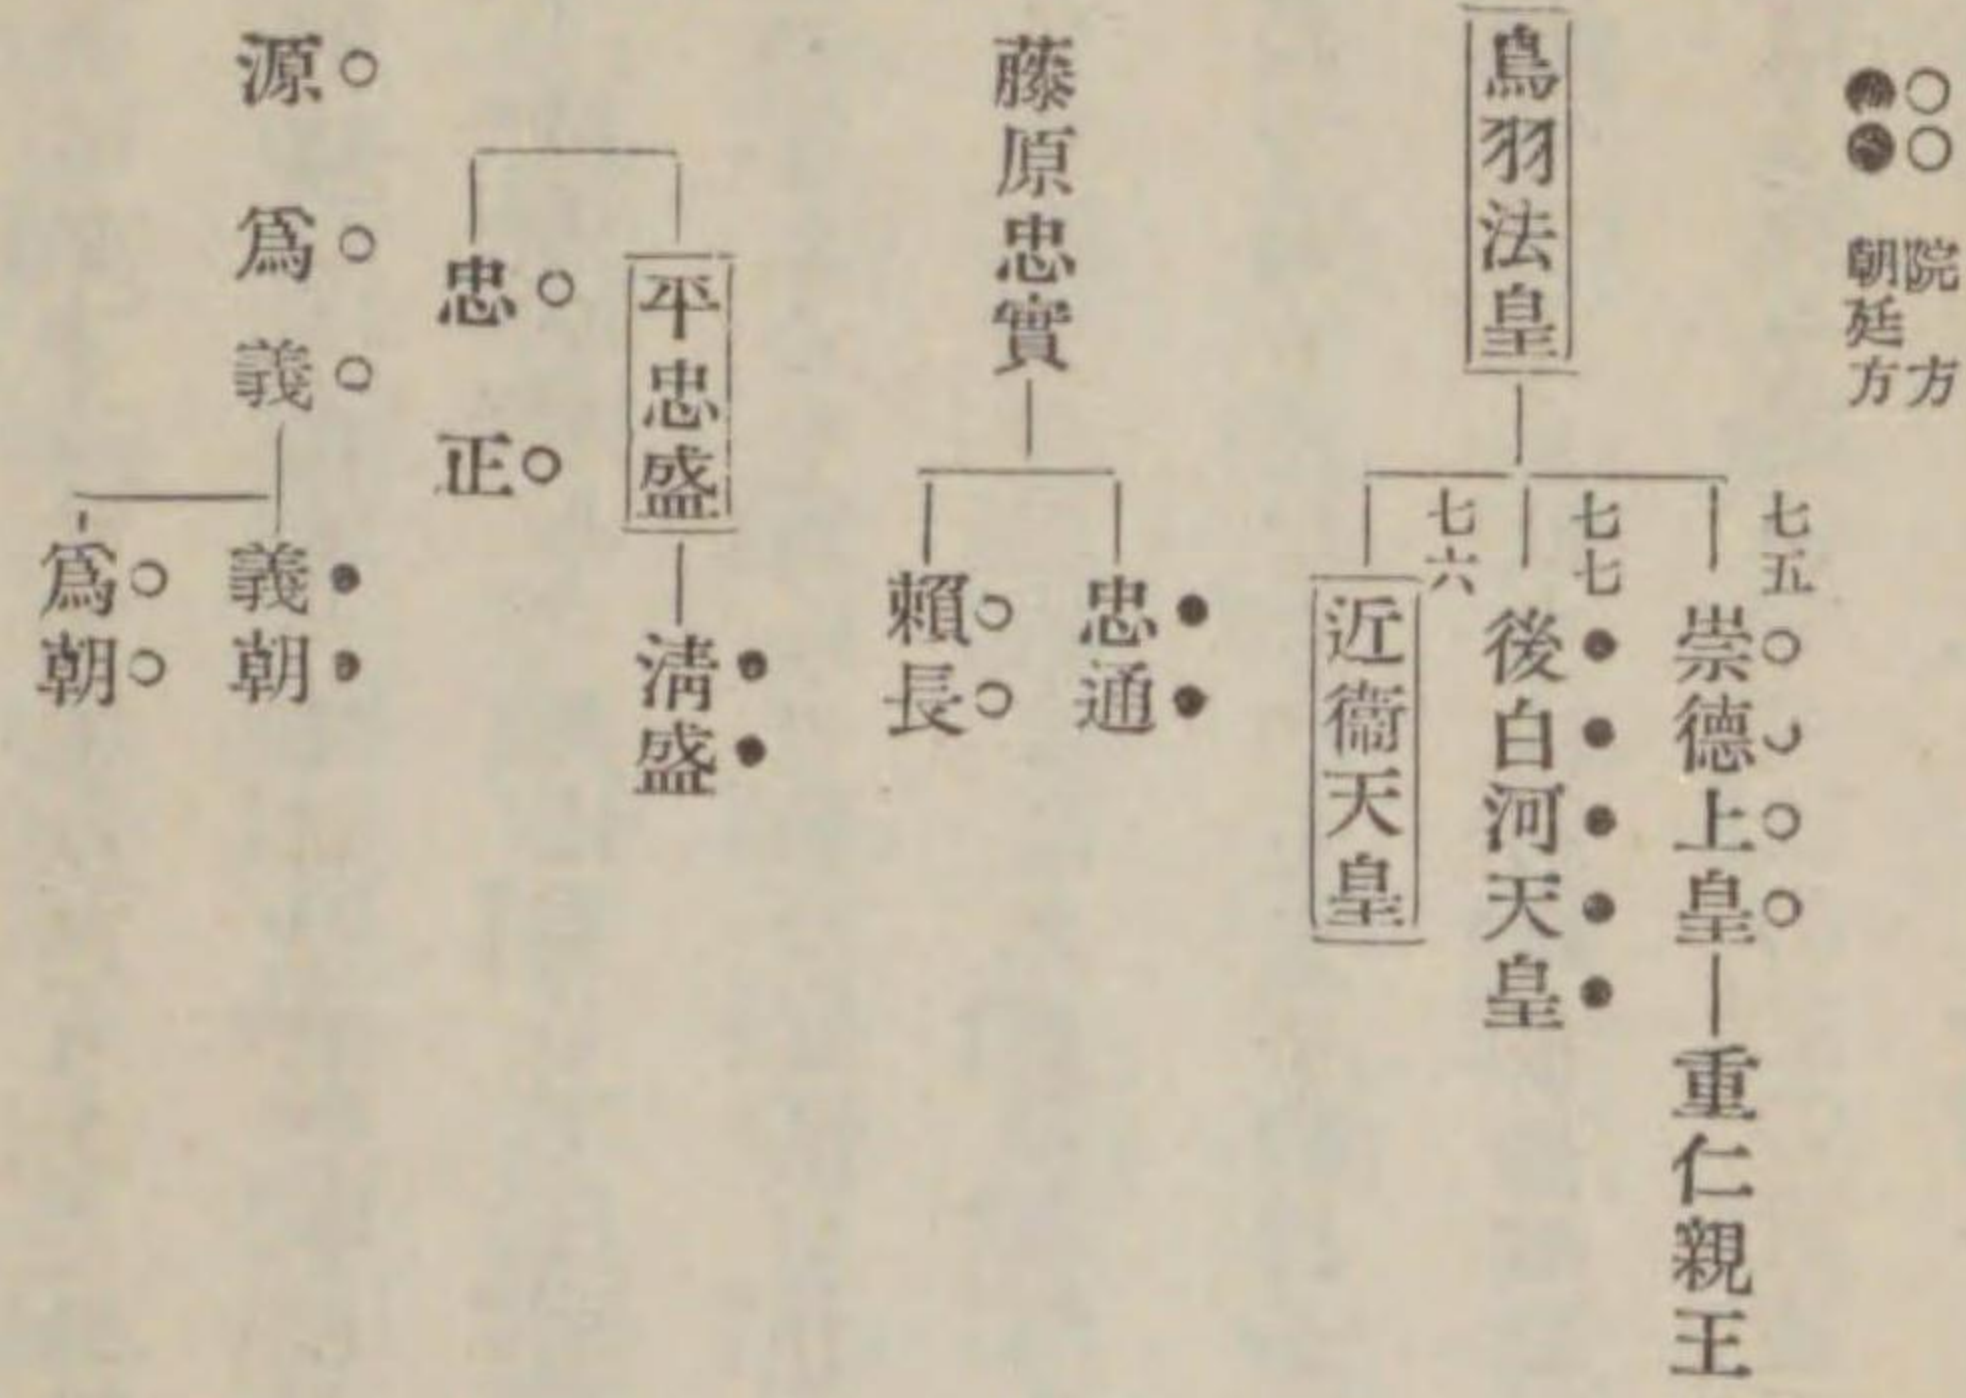 ○○ 院方
●● 朝廷方
鳥羽法皇
七五
崇德上皇
重仁親王
七七
後白河天皇
七六
近衞天皇
藤原忠實
忠通
賴長
平忠盛
淸盛
忠正
源爲義
義朝
爲朝